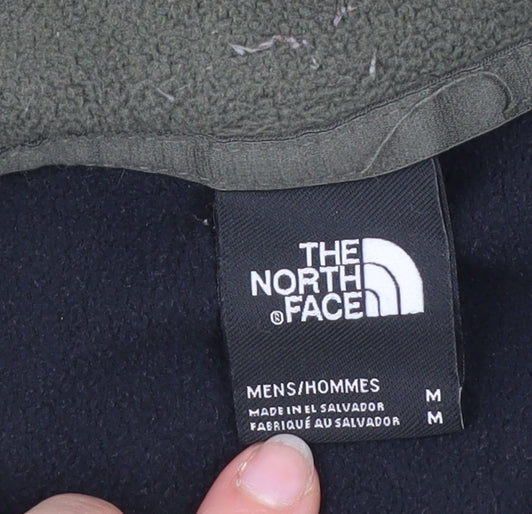 THE
NORTH
®FACE
MENS/HOMMES M
MADE IN EL SALVADOR
FABRIQUÉ AU SALVADOR M